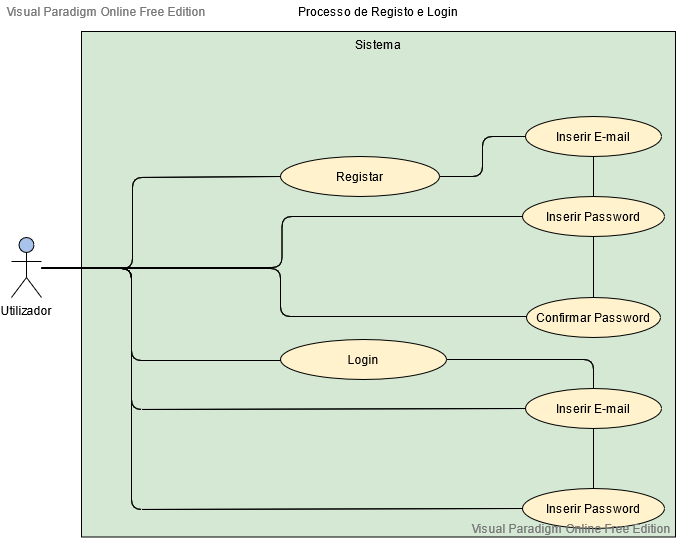 Visual Paradigm Online Free Edition
Processo de Registo e Login
Sistema
Inserir E-mail
Registar
Inserir Password
Utilizador
Confirmar Password
Login
Inserir E-mail
Inserir Password
Visual Paradigm Online Free Edition